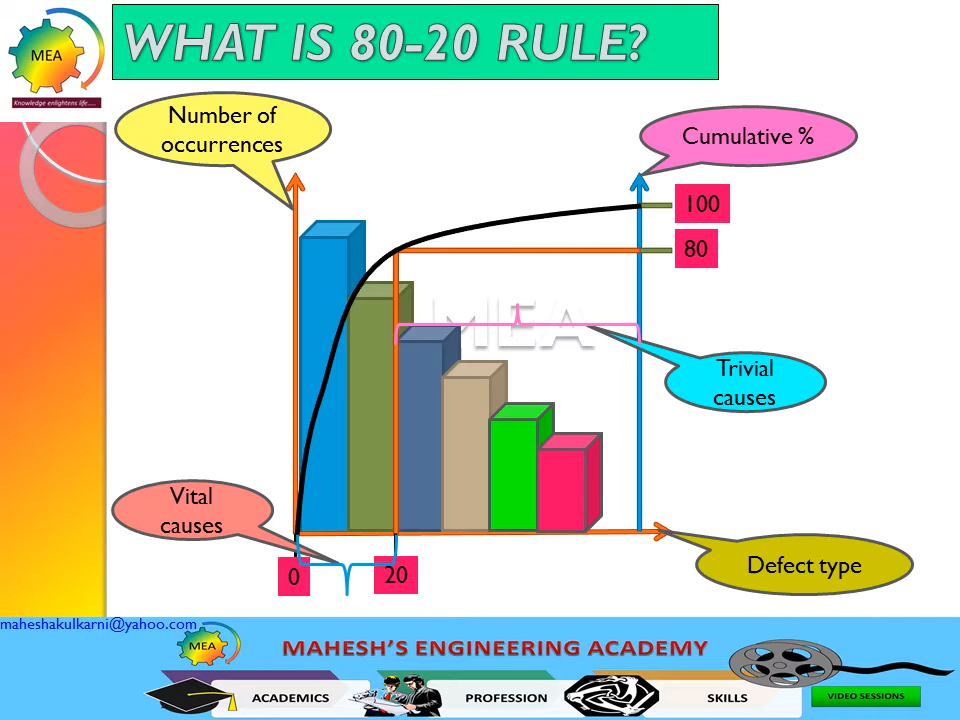 MEA
Knowledge enlightens life.....
WHAT IS 80-20 RULE?
Number of
occurrences
Cumulative %
100
80
MEA
Trivial
causes
Vital
causes
0
20
Defect type
maheshakulkarni@yahoo.com
MEA
MAHESH'S ENGINEERING ACADEMY
ACADEMICS
PROFESSION
SKILLS
VIDEO SESSIONS